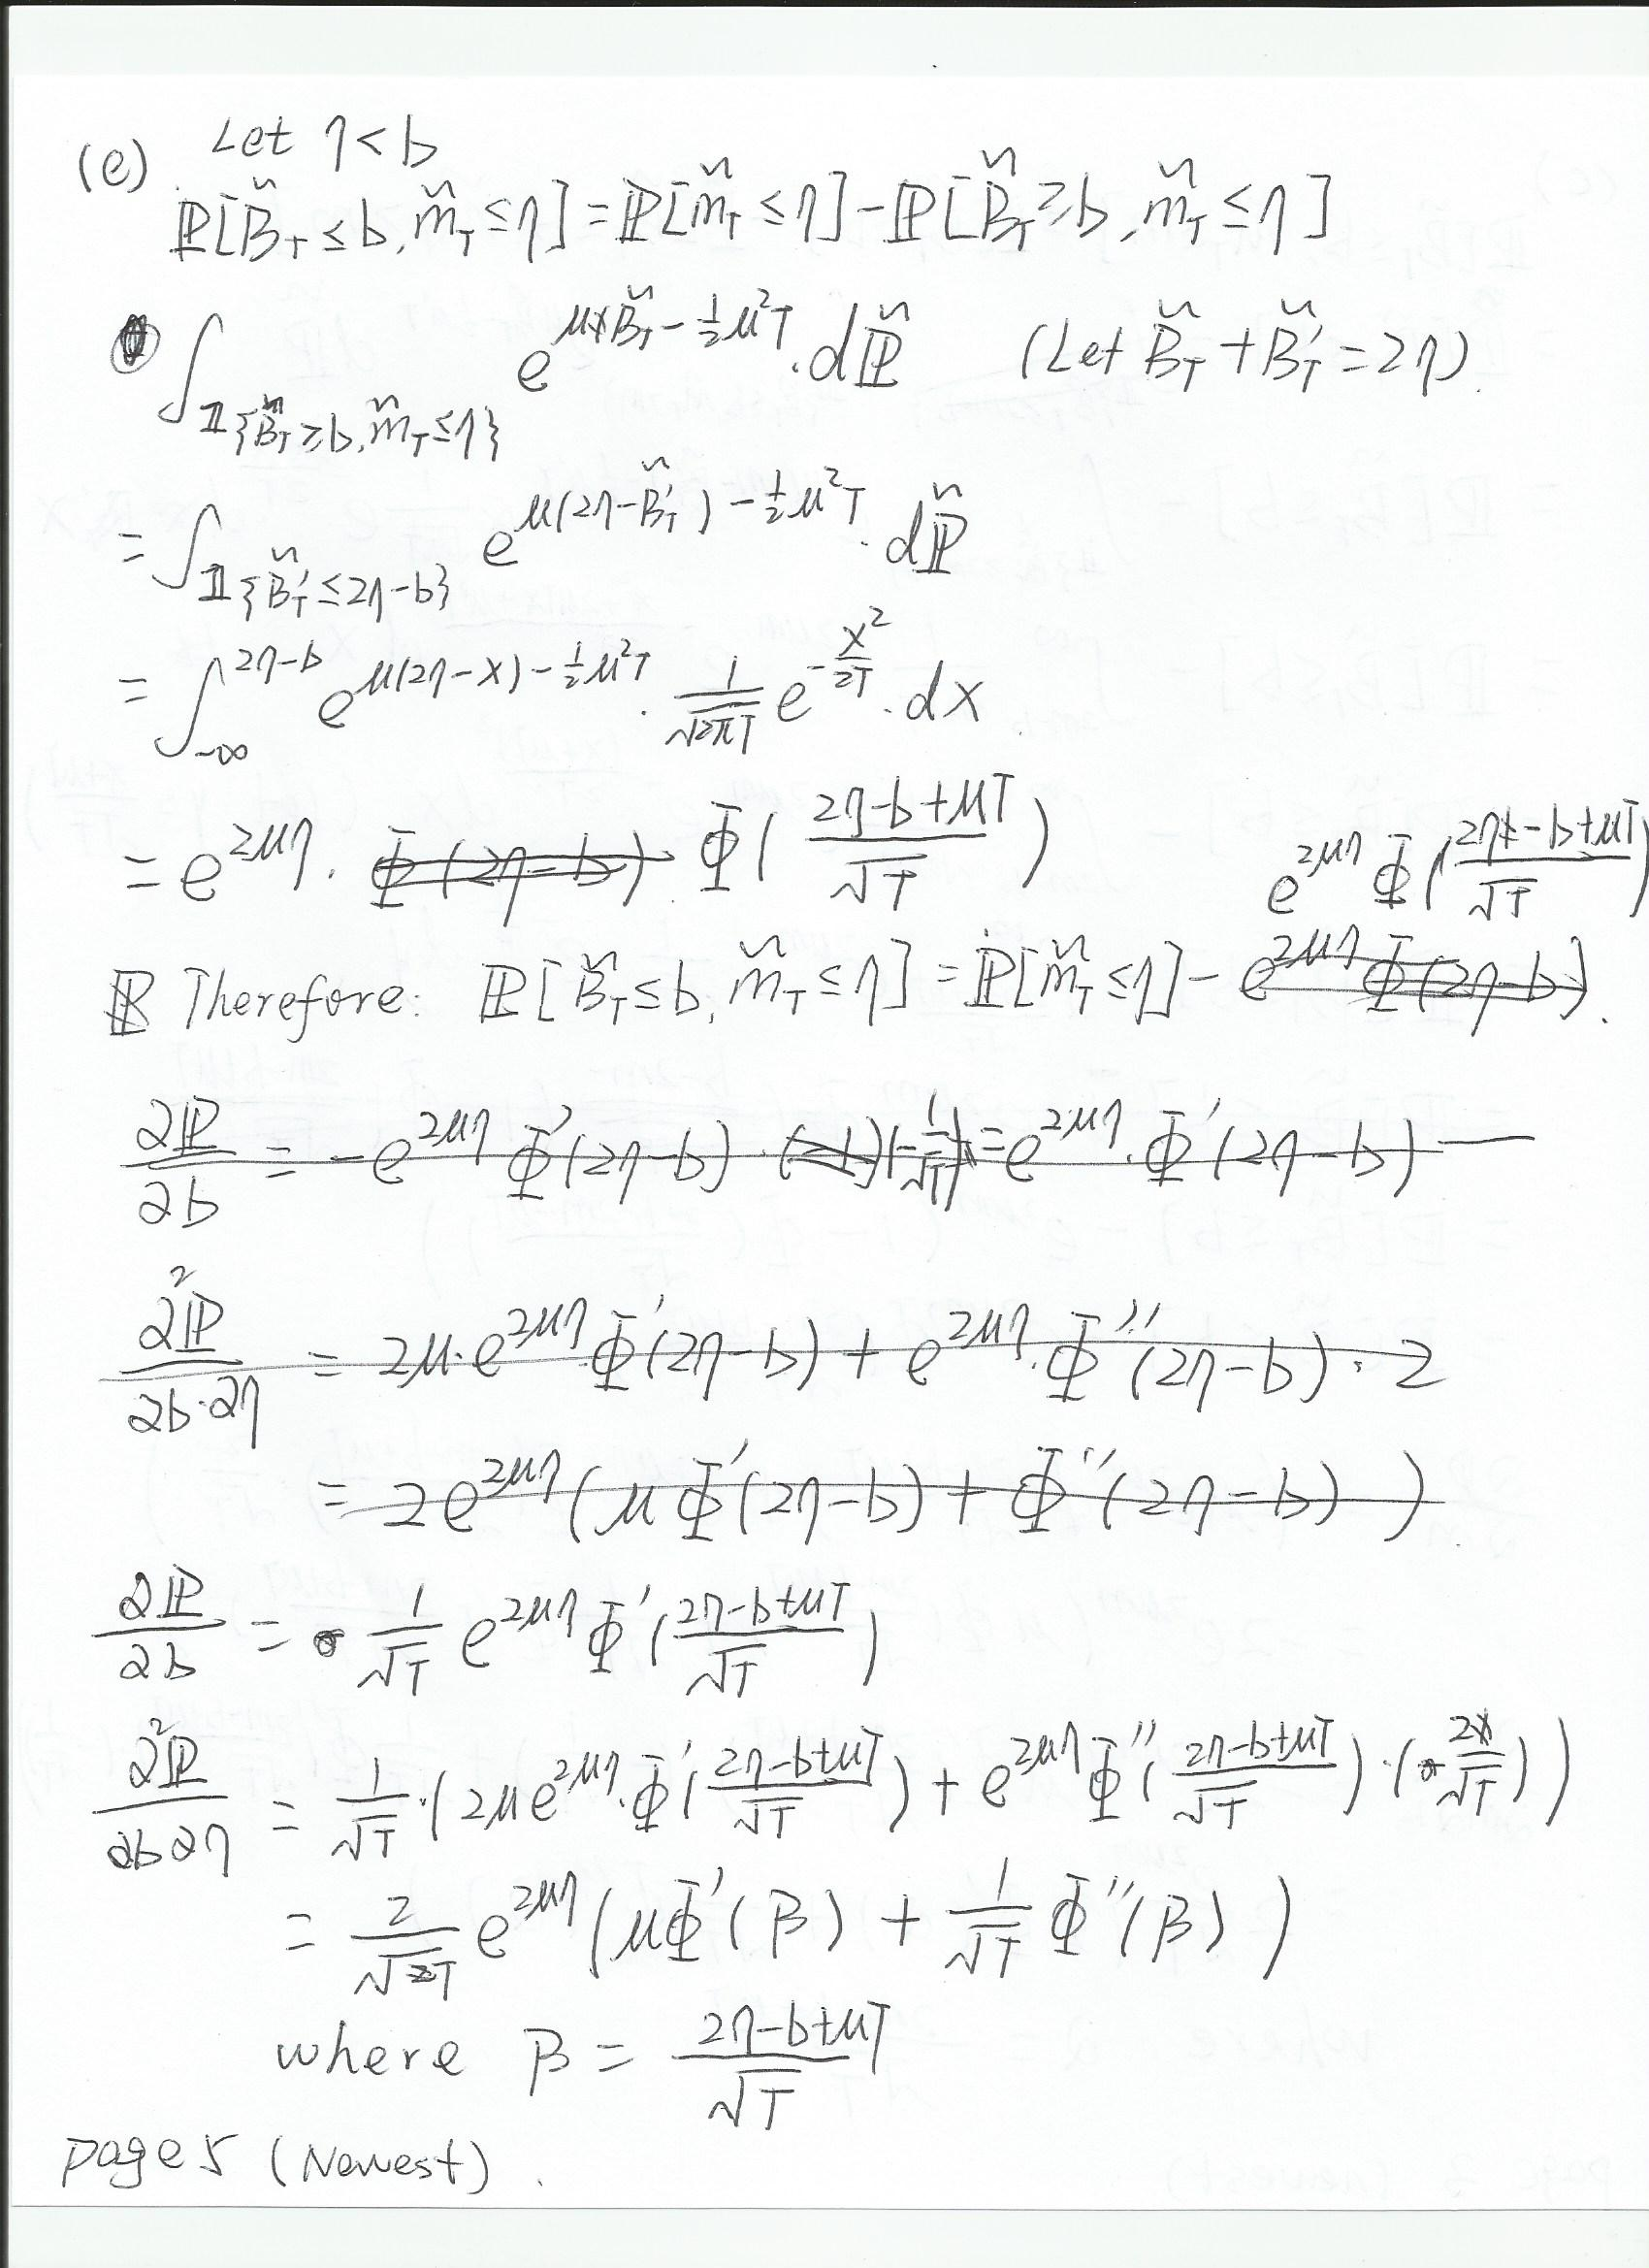 (e) Let η < b
ℙ[B̃_T ≤ b, m̃_T ≤ η] = ℙ[m̃_T ≤ η] − ℙ[B̃_T ≥ b, m̃_T ≤ η]
∫_{𝟙{B̃_T ≥ b, m̃_T ≤ η}} e^{μB̃_T − ½μ²T} · dℙ̃ (Let B̃_T + B̃'_T = 2η).
= ∫_{𝟙{B̃'_T ≤ 2η−b}} e^{μ(2η−B̃'_T) − ½μ²T} · dℙ̃
= ∫_{−∞}^{2η−b} e^{μ(2η−x) − ½μ²T} · 1/√(2πT) e^{−x²/2T} · dx
= e^{2μη} · ~~Φ(2η−b)~~ Φ((2η−b+μT)/√T)
e^{2μη} Φ((2η−b+μT)/√T)
Therefore: ℙ[B̃_T ≤ b, m̃_T ≤ η] = ℙ[m̃_T ≤ η] − ~~e^{2μη} Φ(2η−b)~~.
~~∂ℙ/∂b = −e^{2μη} Φ'(2η−b) · (−1)(−1/√T) = e^{2μη} · Φ'(2η−b)~~
~~∂²ℙ/∂b·∂η = 2μ·e^{2μη} Φ'(2η−b) + e^{2μη} · Φ''(2η−b) · 2~~
~~= 2e^{2μη} (μ Φ'(2η−b) + Φ''(2η−b))~~
∂ℙ/∂b = 1/√T e^{2μη} Φ'((2η−b+μT)/√T)
∂²ℙ/∂b∂η = 1/√T · (2μe^{2μη} · Φ'((2η−b+μT)/√T) + e^{2μη} Φ''((2η−b+μT)/√T) · (2/√T))
= 2/√T e^{2μη} (μΦ'(β) + 1/√T Φ''(β))
where β = (2η−b+μT)/√T
page 5 (Newest).